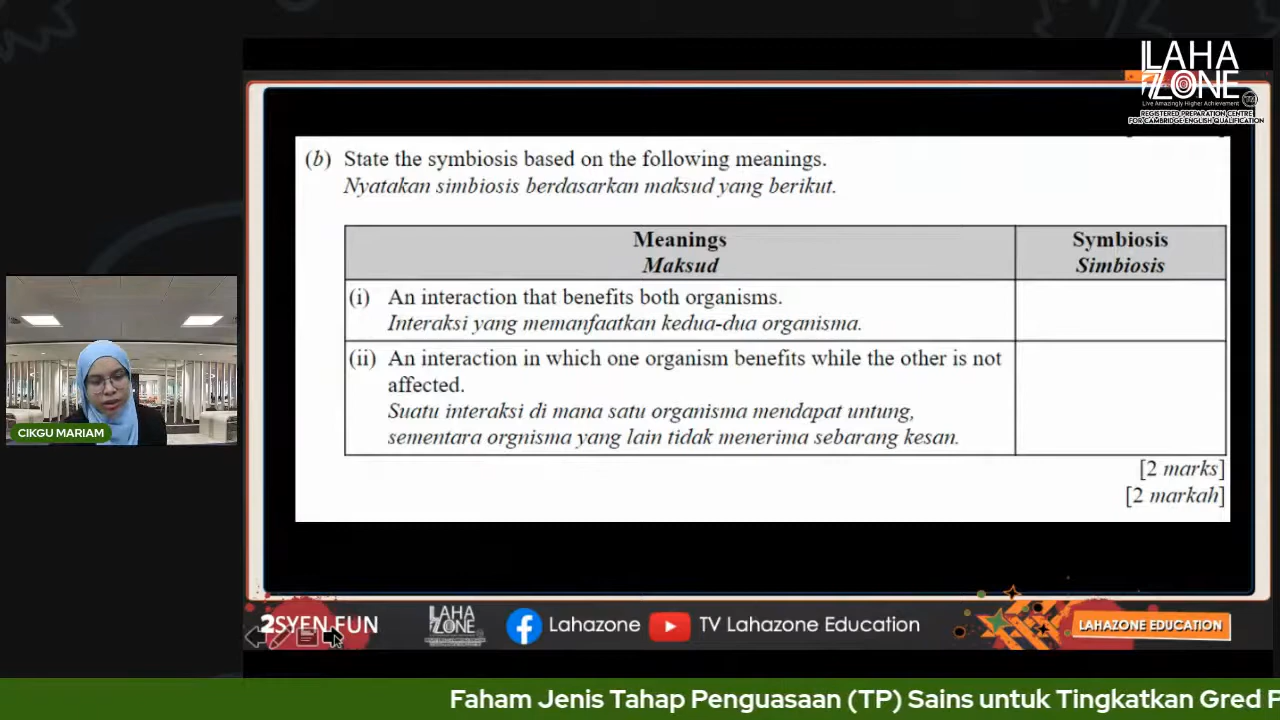 LAHA
ZONE
Live Amazingly Higher Achievement
REGISTERED PREPARATION CENTRE
FOR CAMBRIDGE ENGLISH QUALIFICATION
(b) State the symbiosis based on the following meanings.
Nyatakan simbiosis berdasarkan maksud yang berikut.
Meanings
Maksud
Symbiosis
Simbiosis
(i) An interaction that benefits both organisms.
Interaksi yang memanfaatkan kedua-dua organisma.
(ii) An interaction in which one organism benefits while the other is not
affected.
Suatu interaksi di mana satu organisma mendapat untung,
sementara orgnisma yang lain tidak menerima sebarang kesan.
[2 marks]
[2 markah]
CIKGU MARIAM
2SYEN FUN
LAHA
ZONE
Lahazone
TV Lahazone Education
LAHAZONE EDUCATION
Faham Jenis Tahap Penguasaan (TP) Sains untuk Tingkatkan Gred P